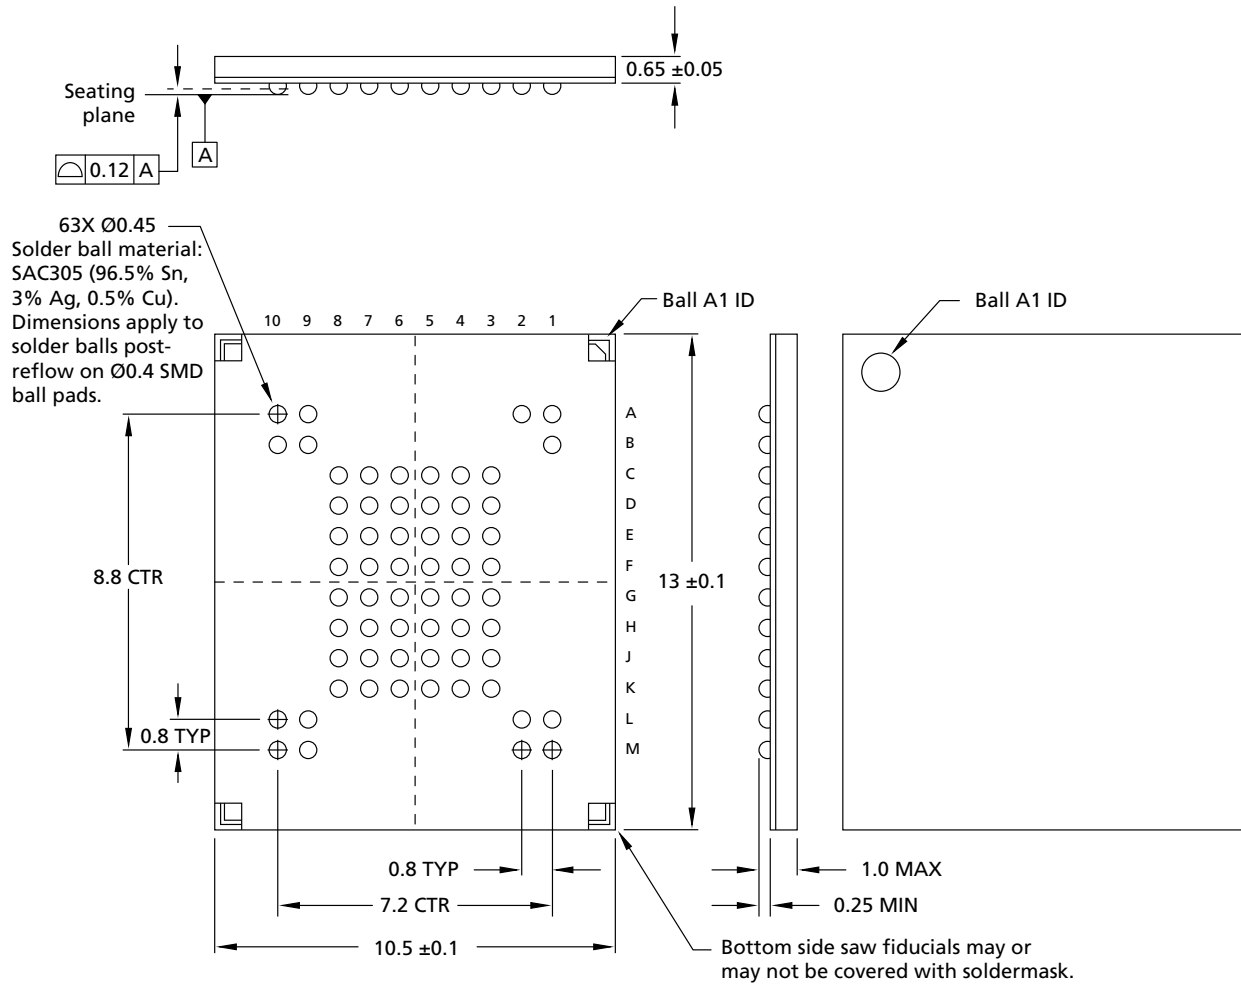 0.65 ±0.05
Seating
plane
A
0.12 A
63X Ø0.45
Solder ball material:
SAC305 (96.5% Sn,
3% Ag, 0.5% Cu).
Dimensions apply to
solder balls post-
reflow on Ø0.4 SMD
ball pads.
Ball A1 ID
Ball A1 ID
10 9 8 7 6 5 4 3 2 1
A
B
C
D
E
F
G
H
J
K
L
M
8.8 CTR
13 ±0.1
0.8 TYP
0.8 TYP
1.0 MAX
7.2 CTR
0.25 MIN
10.5 ±0.1
Bottom side saw fiducials may or
may not be covered with soldermask.